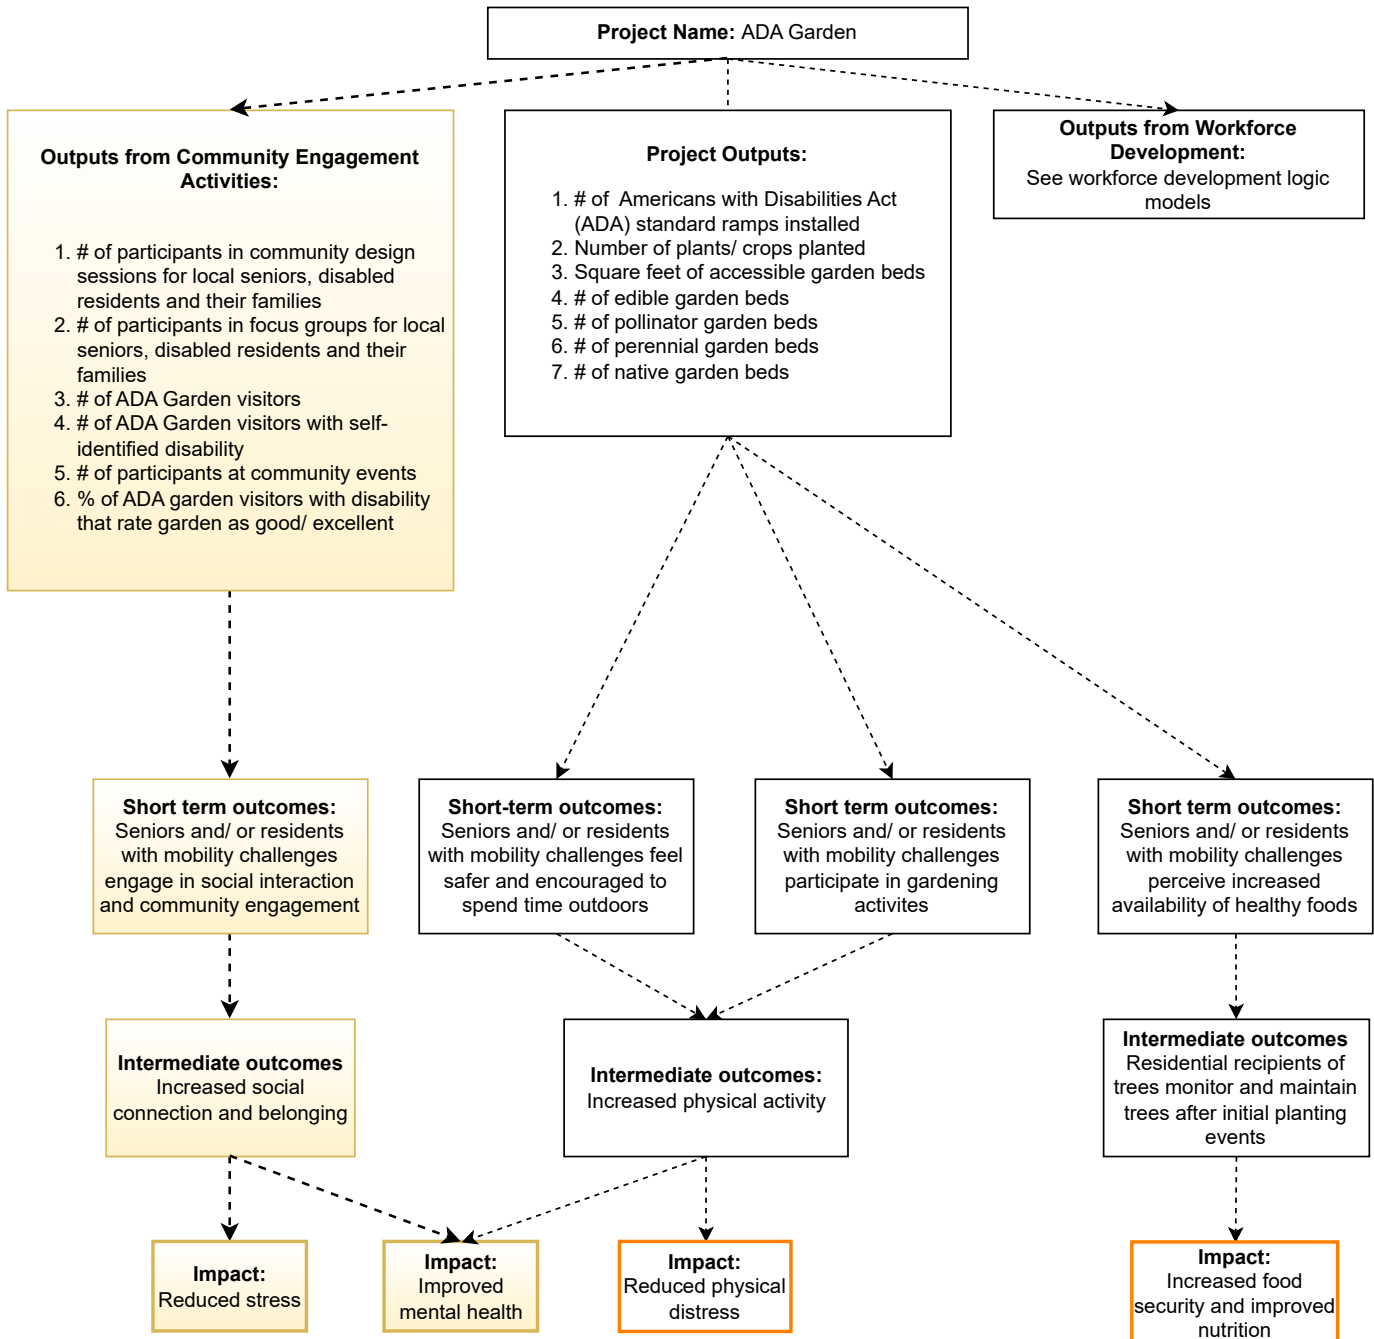 Project Name: ADA Garden
Outputs from Community Engagement
Activities:
1. # of participants in community design
sessions for local seniors, disabled
residents and their families
2. # of participants in focus groups for local
seniors, disabled residents and their
families
3. # of ADA Garden visitors
4. # of ADA Garden visitors with self-
identified disability
5. # of participants at community events
6. % of ADA garden visitors with disability
that rate garden as good/ excellent
Project Outputs:
1. # of  Americans with Disabilities Act
(ADA) standard ramps installed
2. Number of plants/ crops planted
3. Square feet of accessible garden beds
4. # of edible garden beds
5. # of pollinator garden beds
6. # of perennial garden beds
7. # of native garden beds
Outputs from Workforce
Development:
See workforce development logic
models
Short term outcomes:
Seniors and/ or residents
with mobility challenges
engage in social interaction
and community engagement
Short-term outcomes:
Seniors and/ or residents
with mobility challenges feel
safer and encouraged to
spend time outdoors
Short term outcomes:
Seniors and/ or residents
with mobility challenges
participate in gardening
activites
Short term outcomes:
Seniors and/ or residents
with mobility challenges
perceive increased
availability of healthy foods
Intermediate outcomes
Increased social
connection and belonging
Intermediate outcomes:
Increased physical activity
Intermediate outcomes
Residential recipients of
trees monitor and maintain
trees after initial planting
events
Impact:
Reduced stress
Impact:
Improved
mental health
Impact:
Reduced physical
distress
Impact:
Increased food
security and improved
nutrition